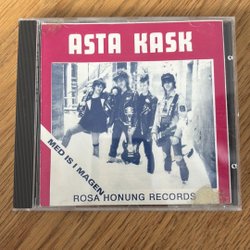 ASTA KASK
MED IS I MAGEN
ROSA HONUNG RECORDS